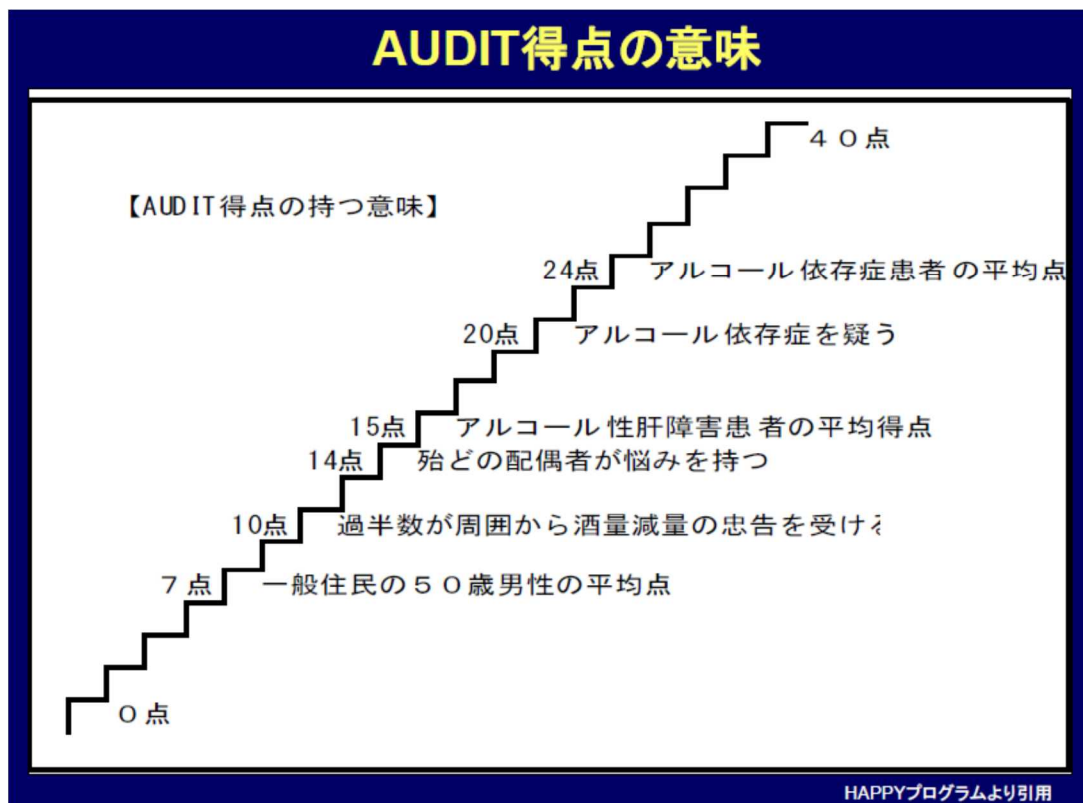 AUDIT得点の意味
40点
【AUDIT得点の持つ意味】
24点 アルコール依存症患者の平均点
20点 アルコール依存症を疑う
15点 アルコール性肝障害患者の平均得点
14点 殆どの配偶者が悩みを持つ
10点 過半数が周囲から酒量減量の忠告を受ける
7点 一般住民の50歳男性の平均点
0点
HAPPYプログラムより引用